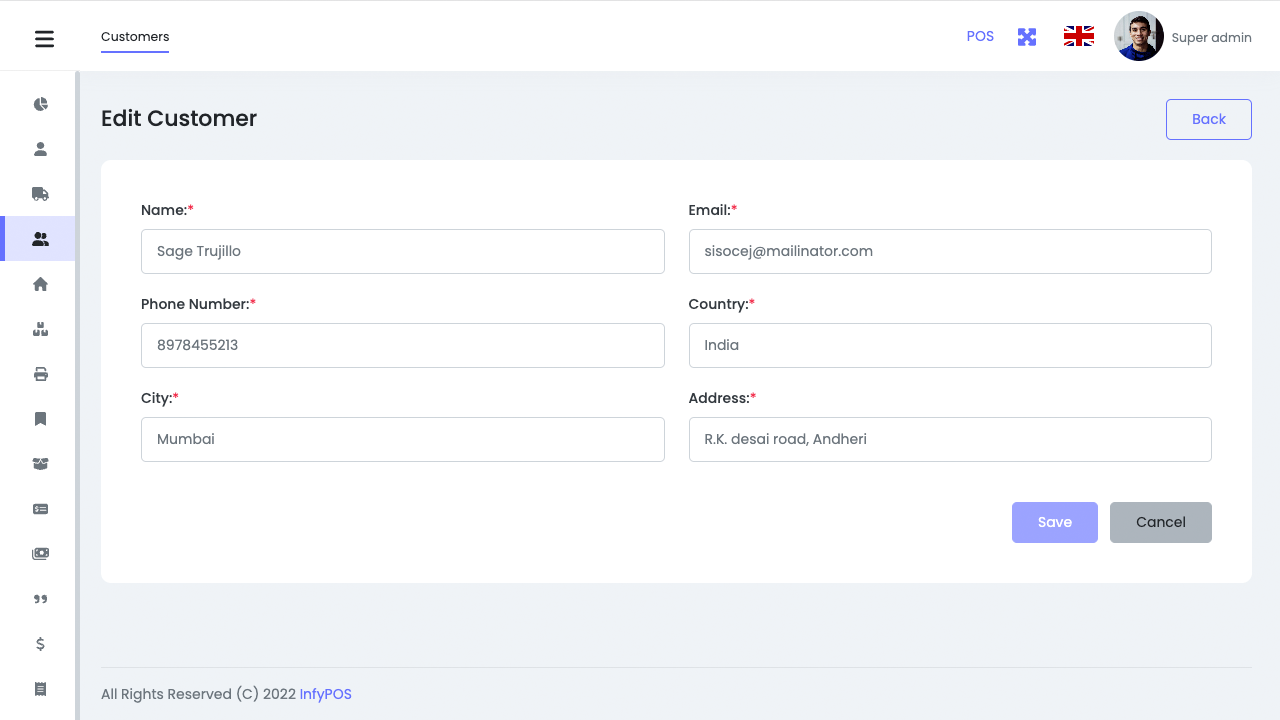 Customers
POS
Super admin
Edit Customer
Back
Name:*
Email:*
Sage Trujillo
sisocej@mailinator.com
Phone Number:*
Country:*
8978455213
India
City:*
Address:*
Mumbai
R.K. desai road, Andheri
Save
Cancel
All Rights Reserved (C) 2022 InfyPOS